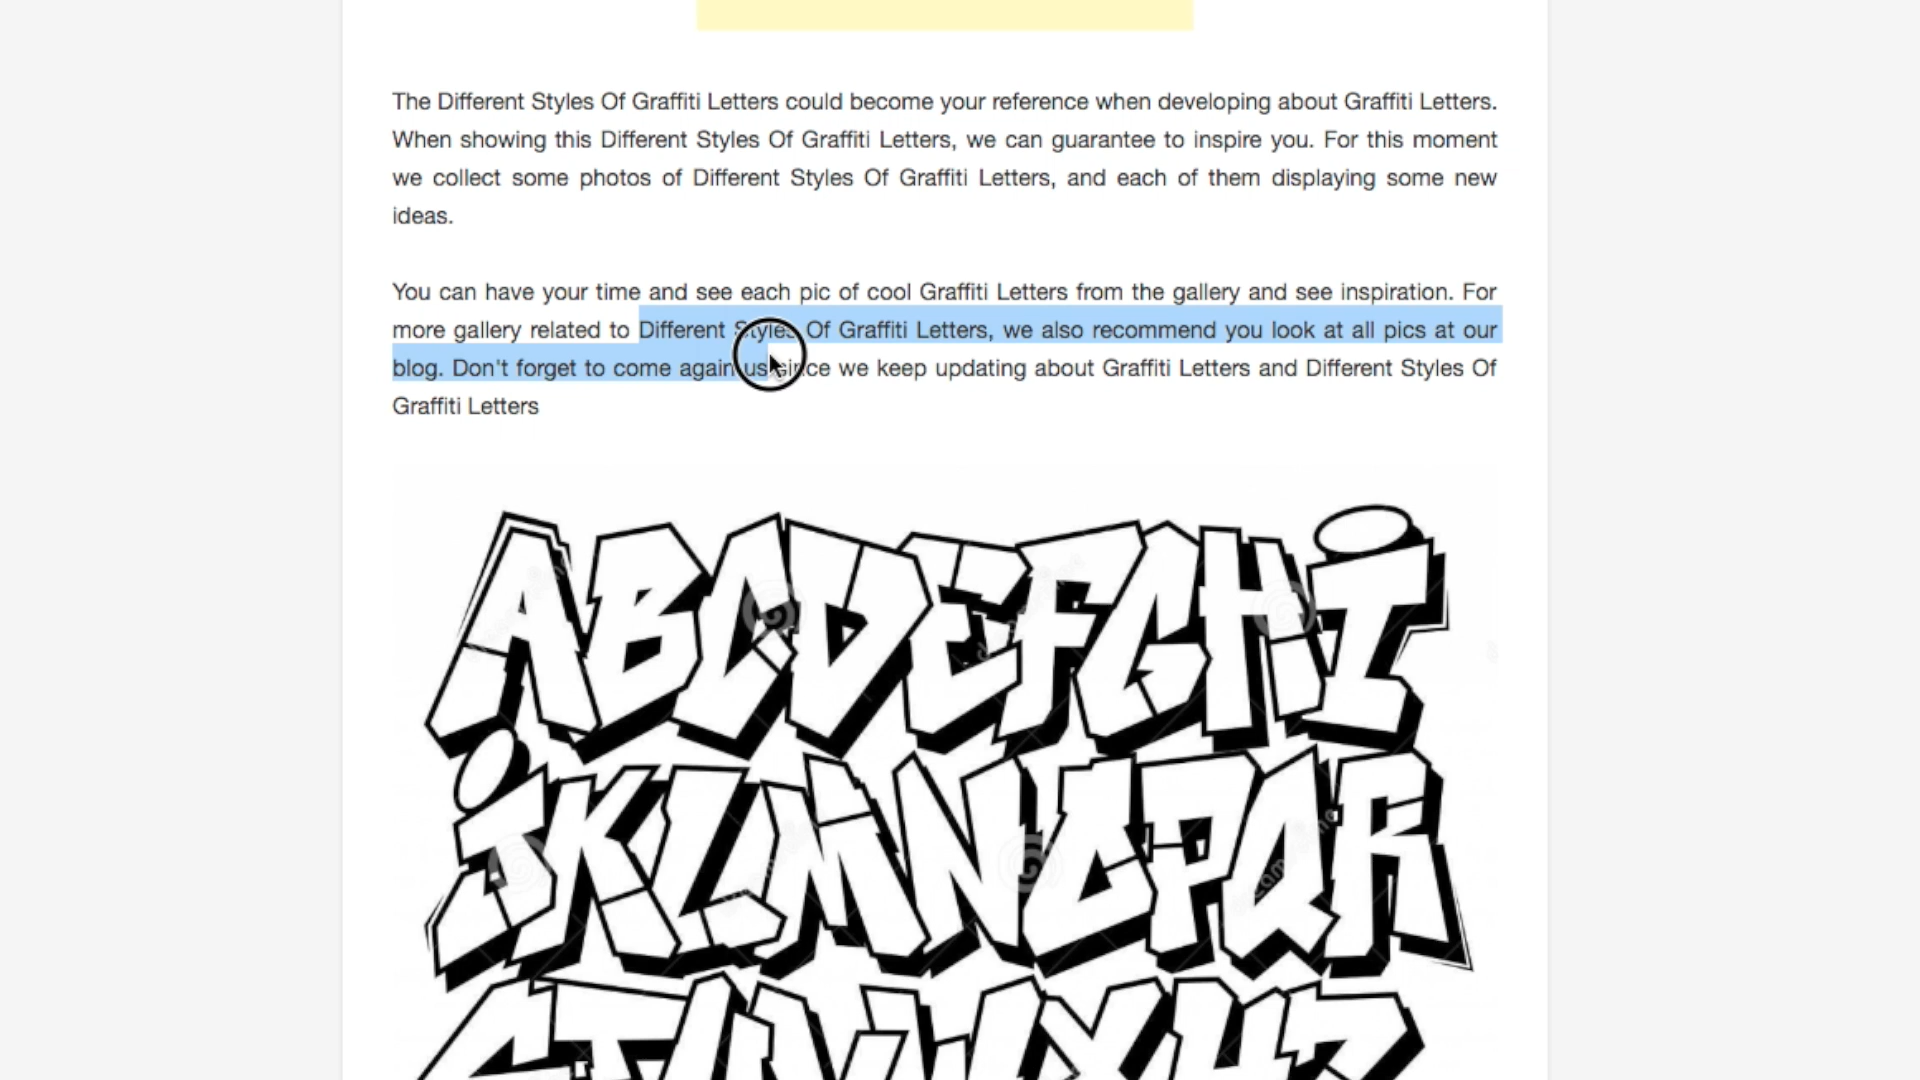 The Different Styles Of Graffiti Letters could become your reference when developing about Graffiti Letters.
When showing this Different Styles Of Graffiti Letters, we can guarantee to inspire you. For this moment
we collect some photos of Different Styles Of Graffiti Letters, and each of them displaying some new
ideas.
You can have your time and see each pic of cool Graffiti Letters from the gallery and see inspiration. For
more gallery related to Different Styles Of Graffiti Letters, we also recommend you look at all pics at our
blog. Don't forget to come again us since we keep updating about Graffiti Letters and Different Styles Of
Graffiti Letters
ABCDEFGHI
JKLMNOPQR
STUVWXYZ